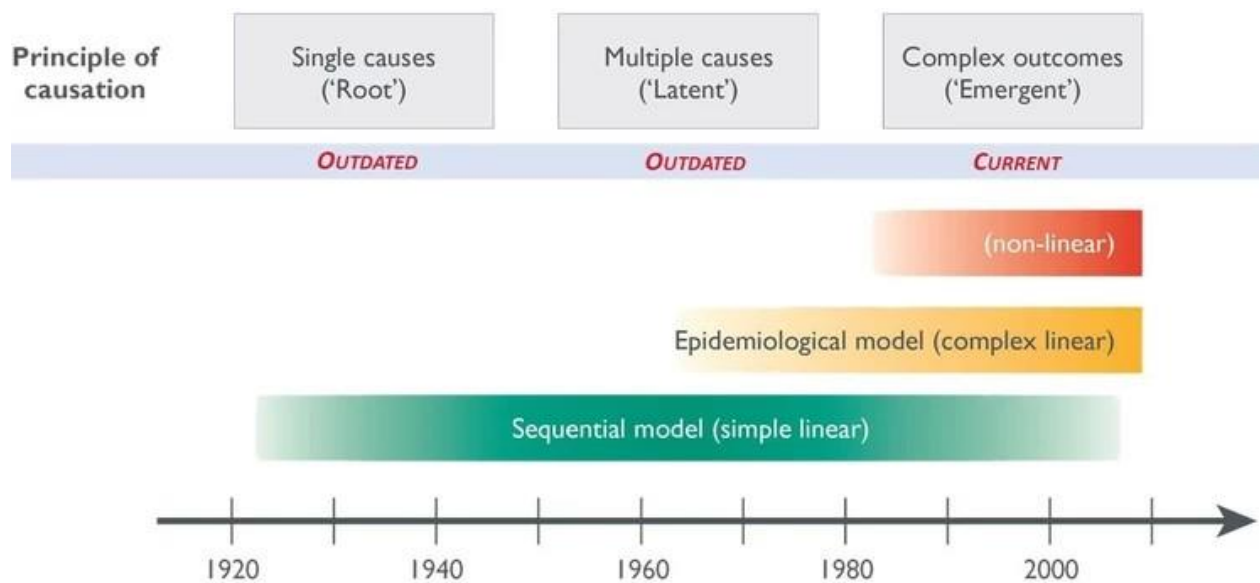 Principle of
causation
Single causes
(‘Root’)
Multiple causes
(‘Latent’)
Complex outcomes
(‘Emergent’)
OUTDATED
OUTDATED
CURRENT
(non-linear)
Epidemiological model (complex linear)
Sequential model (simple linear)
1920
1940
1960
1980
2000